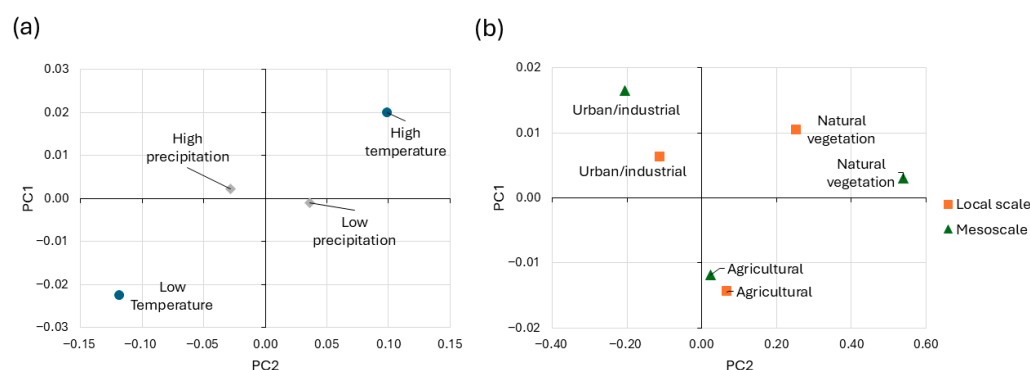 (a)
0.03
0.02
0.01
0.00
−0.01
−0.02
−0.03
PC1
High
precipitation
High
temperature
Low
precipitation
Low
Temperature
−0.15
−0.10
−0.05
0.00
0.05
0.10
0.15
PC2
(b)
0.02
0.01
0.00
−0.01
−0.02
PC1
Urban/industrial
Urban/industrial
Natural
vegetation
Natural
vegetation
Agricultural
Agricultural
−0.40
−0.20
0.00
0.20
0.40
0.60
PC2
Local scale
Mesoscale